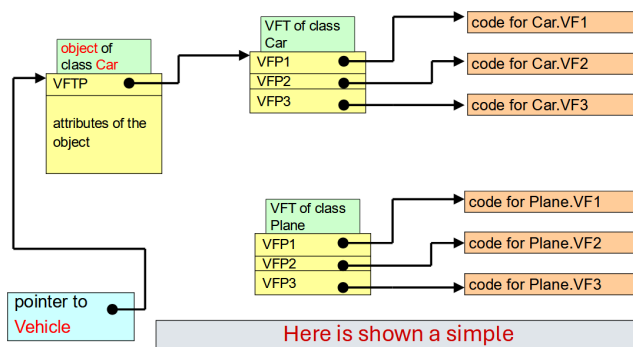 object of
class Car
VFTP
attributes of the
object
pointer to
Vehicle
VFT of class
Car
VFP1
VFP2
VFP3
code for Car.VF1
code for Car.VF2
code for Car.VF3
VFT of class
Plane
VFP1
VFP2
VFP3
code for Plane.VF1
code for Plane.VF2
code for Plane.VF3
Here is shown a simple